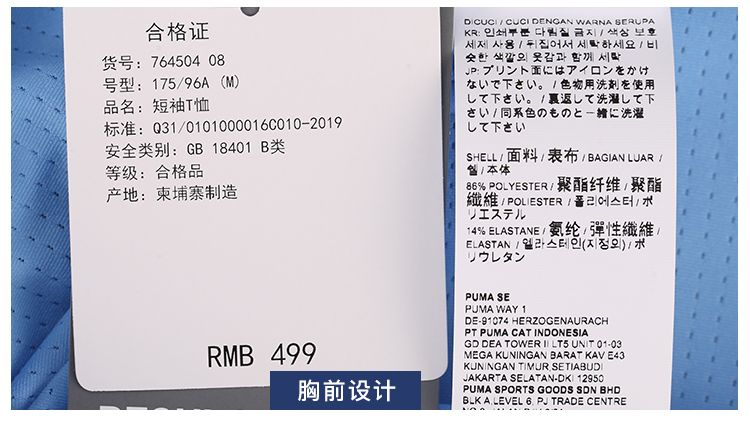 合格证
货号: 764504 08
号型: 175/96A (M)
品名: 短袖T恤
标准: Q31/0101000016C010-2019
安全类别: GB 18401 B类
等级: 合格品
产地: 柬埔寨制造
RMB 499
DICUCI / CUCI DENGAN WARNA SERUPA
KR: 인쇄부분 다림질 금지 / 색상 보호
세제 사용 / 뒤집어서 세탁하세요 / 비
슷한 색깔의 옷감과 함께 세탁
JP: プリント面にはアイロンをかけ
ないで下さい。 / 色物用洗剤を使用
して下さい。 / 裏返して洗濯して下
さい / 同系色のものと一緒に洗濯
して下さい
SHELL / 面料 / 表布 / BAGIAN LUAR /
쉘 / 本体
86% POLYESTER / 聚酯纤维 / 聚酯
纖維 / POLIESTER / 폴리에스터 / ポ
リエステル
14% ELASTANE / 氨纶 / 彈性纖維 /
ELASTAN / 엘라스테인(지정의) / ポ
リウレタン
PUMA SE
PUMA WAY 1
DE-91074 HERZOGENAURACH
PT PUMA CAT INDONESIA
GD DEA TOWER II LT5 UNIT 01-03
MEGA KUNINGAN BARAT KAV E43
KUNINGAN TIMUR,SETIABUDI
JAKARTA SELATAN-DKI 12950
PUMA SPORTS GOODS SDN BHD
BLK A,LEVEL 6, PJ TRADE CENTRE
胸前设计